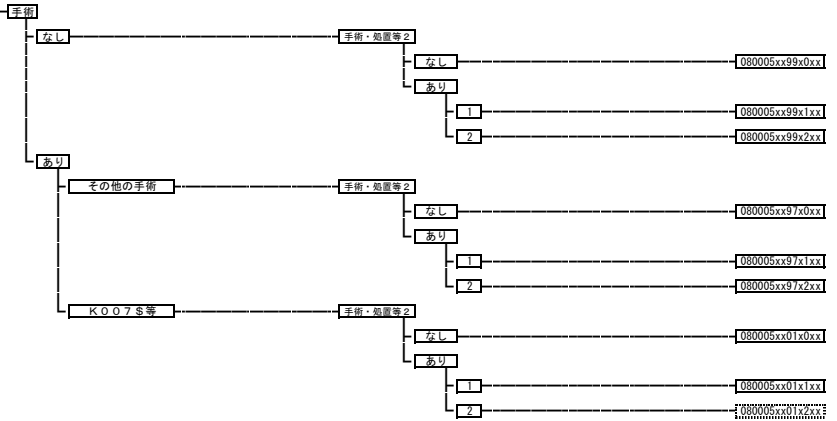 手術
なし 手術・処置等2
なし 080005xx99x0xx
あり
1 080005xx99x1xx
2 080005xx99x2xx
あり
その他の手術 手術・処置等2
なし 080005xx97x0xx
あり
1 080005xx97x1xx
2 080005xx97x2xx
K007$等 手術・処置等2
なし 080005xx01x0xx
あり
1 080005xx01x1xx
2 080005xx01x2xx